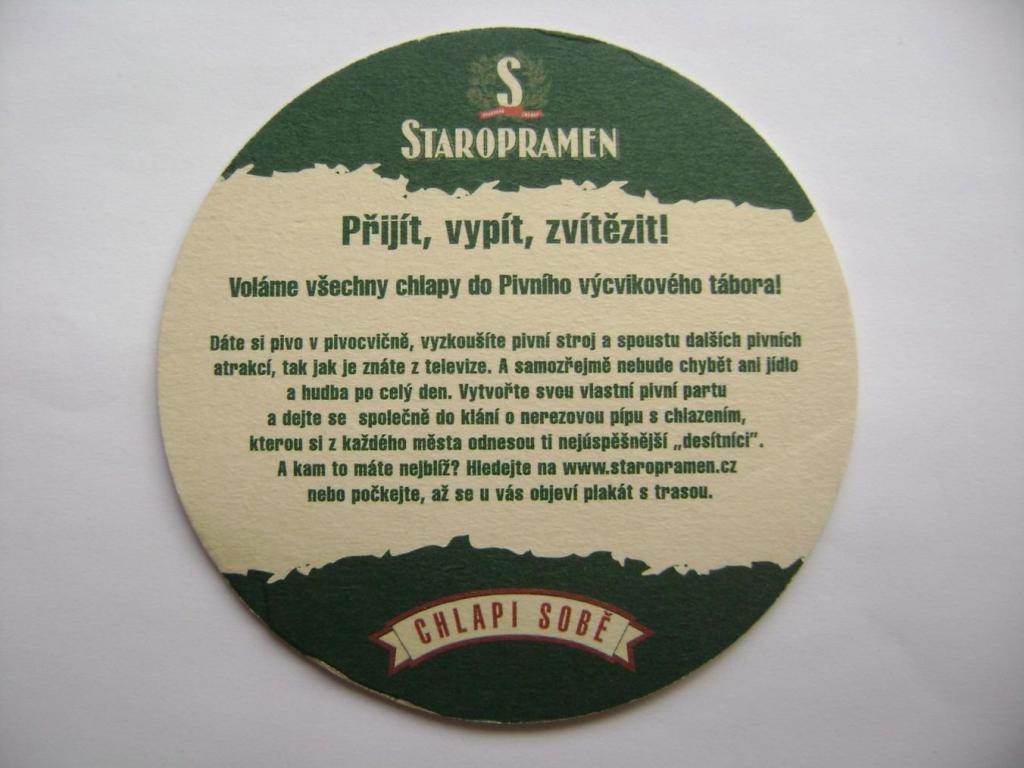 S
STAROPRAMEN
Přijít, vypít, zvítězit!
Voláme všechny chlapy do Pivního výcvikového tábora!
Dáte si pivo v pivocvičně, vyzkoušíte pivní stroj a spoustu dalších pivních
atrakcí, tak jak je znáte z televize. A samozřejmě nebude chybět ani jídlo
a hudba po celý den. Vytvořte svou vlastní pivní partu
a dejte se společně do klání o nerezovou pípu s chlazením,
kterou si z každého města odnesou ti nejúspěšnější „desítníci".
A kam to máte nejblíž? Hledejte na www.staropramen.cz
nebo počkejte, až se u vás objeví plakát s trasou.
CHLAPI SOBĚ